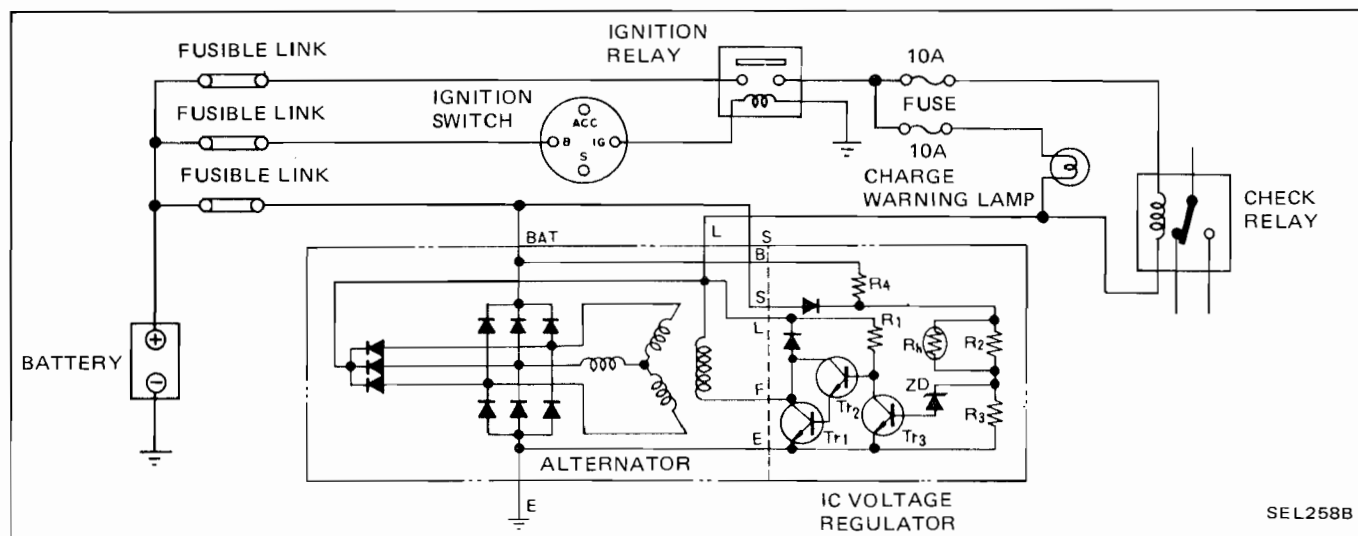 FUSIBLE LINK
IGNITION
RELAY
10A
FUSIBLE LINK
IGNITION
SWITCH
ACC
B
IG
S
FUSE
10A
FUSIBLE LINK
CHARGE
WARNING LAMP
CHECK
RELAY
L
S
BAT
B
R4
S
L
R1
Rh
R2
BATTERY
+
−
F
ZD
R3
Tr2
Tr1
Tr3
E
ALTERNATOR
E
IC VOLTAGE
REGULATOR
SEL258B